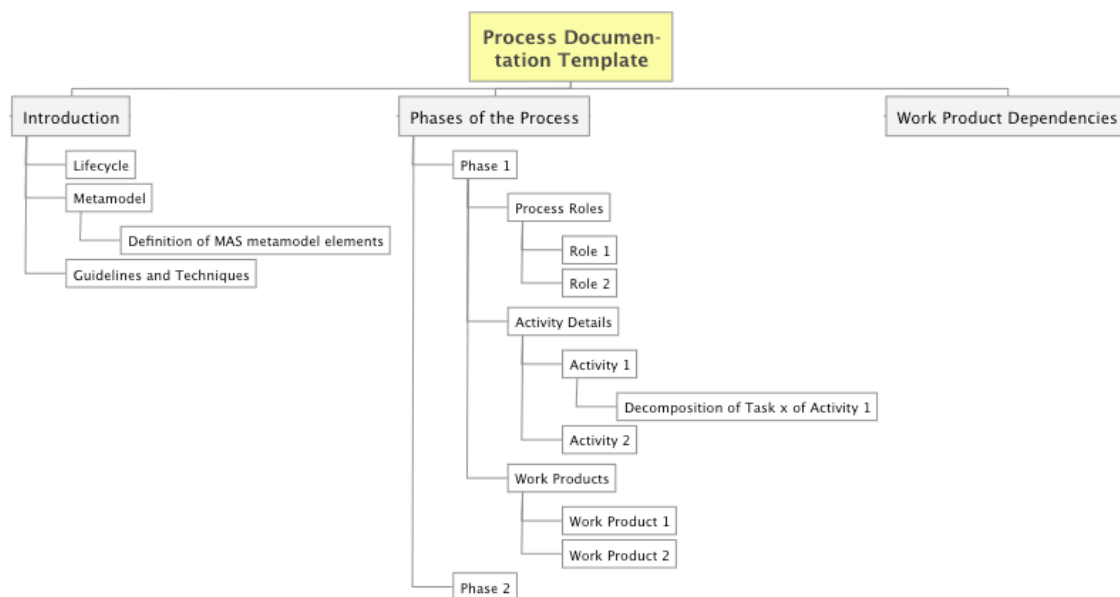 Process Documen-
tation Template
Introduction
Phases of the Process
Work Product Dependencies
Lifecycle
Metamodel
Definition of MAS metamodel elements
Guidelines and Techniques
Phase 1
Process Roles
Role 1
Role 2
Activity Details
Activity 1
Decomposition of Task x of Activity 1
Activity 2
Work Products
Work Product 1
Work Product 2
Phase 2